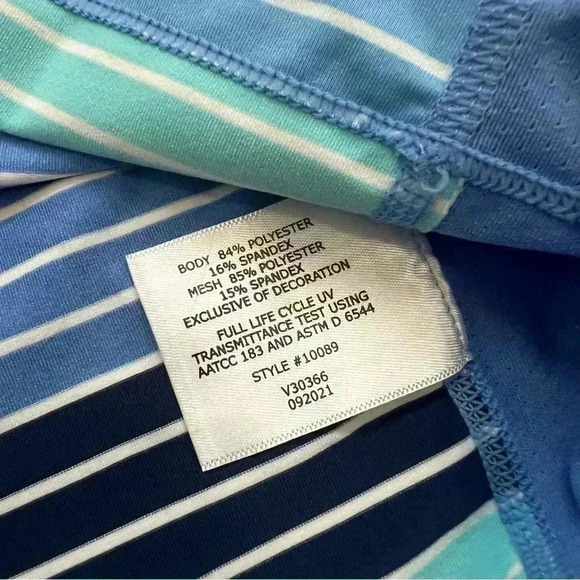 BODY 84% POLYESTER
16% SPANDEX
MESH 85% POLYESTER
15% SPANDEX
EXCLUSIVE OF DECORATION
FULL LIFE CYCLE UV
TRANSMITTANCE TEST USING
AATCC 183 AND ASTM D 6544
STYLE #10089
V30366
092021